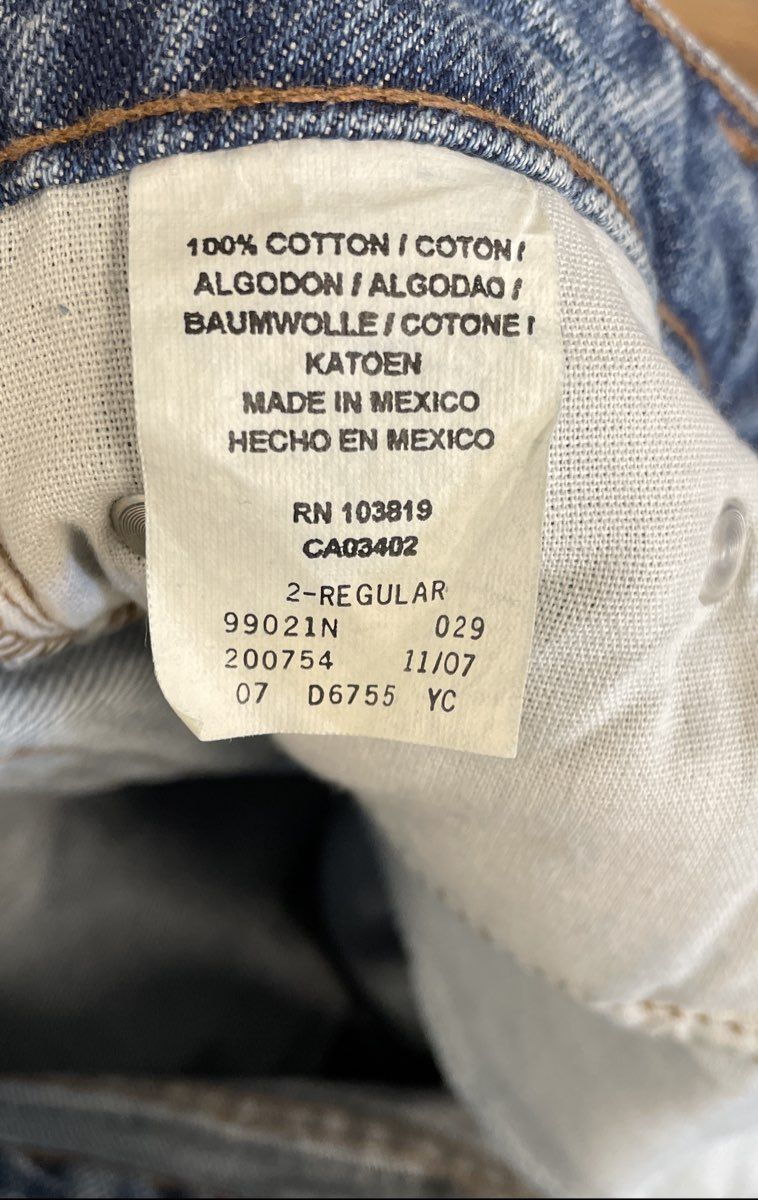 100% COTTON / COTON /
ALGODON / ALGODAO /
BAUMWOLLE / COTONE /
KATOEN
MADE IN MEXICO
HECHO EN MEXICO
RN 103819
CA03402
2-REGULAR
99021N 029
200754 11/07
07 D6755 YC